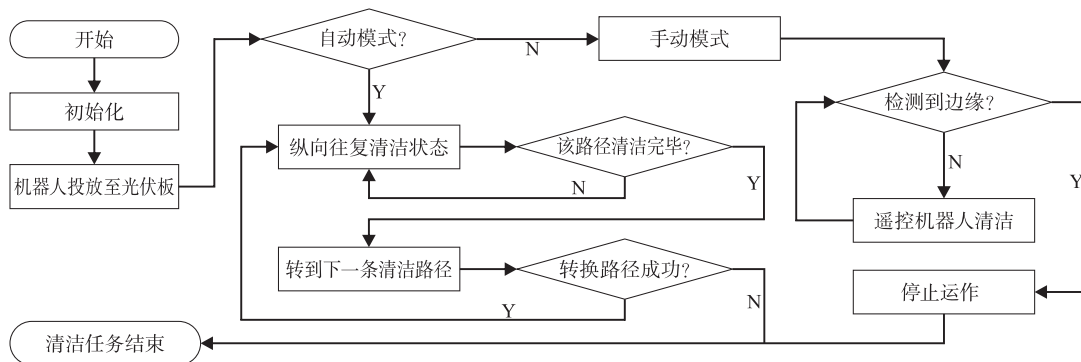 开始
初始化
机器人投放至光伏板
自动模式?
N
手动模式
Y
纵向往复清洁状态
该路径清洁完毕?
N
Y
转到下一条清洁路径
转换路径成功?
Y
N
检测到边缘?
N
Y
遥控机器人清洁
停止运作
清洁任务结束